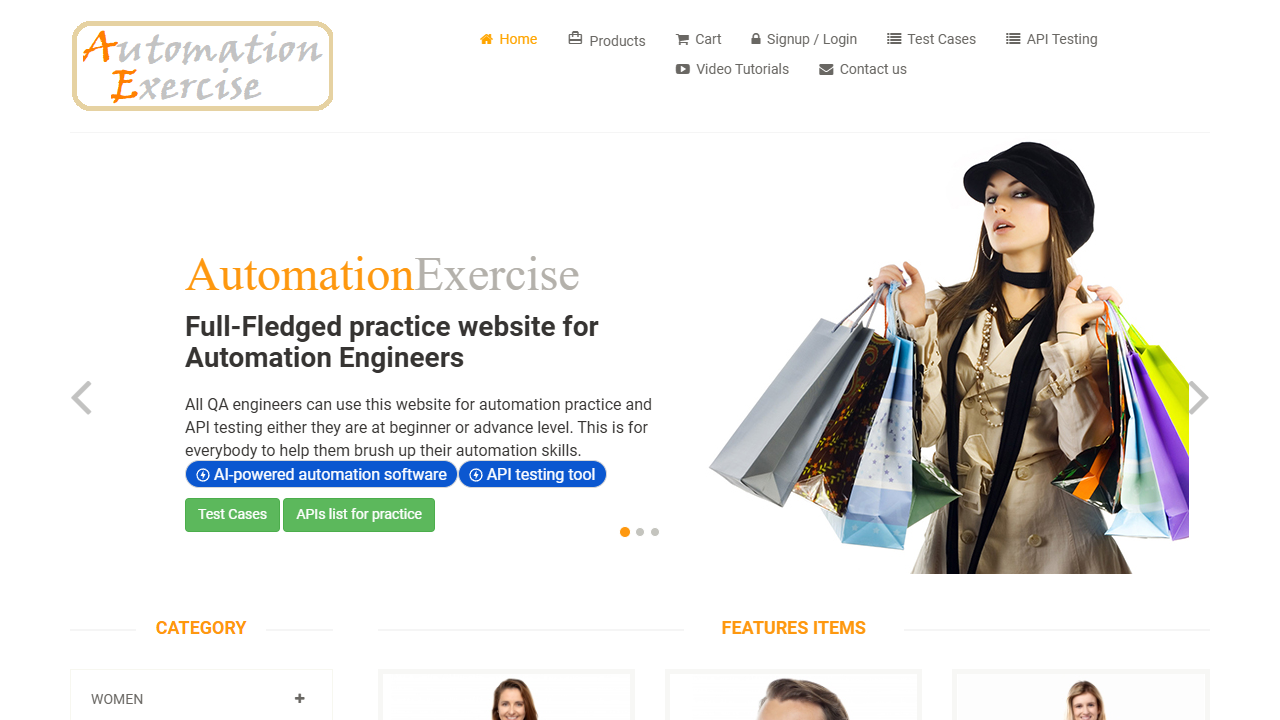 Automation
Exercise
Home
Products
Cart
Signup / Login
Test Cases
API Testing
Video Tutorials
Contact us
AutomationExercise
Full-Fledged practice website for
Automation Engineers
All QA engineers can use this website for automation practice and
API testing either they are at beginner or advance level. This is for
everybody to help them brush up their automation skills.
AI-powered automation software API testing tool
Test Cases APIs list for practice
CATEGORY
FEATURES ITEMS
WOMEN